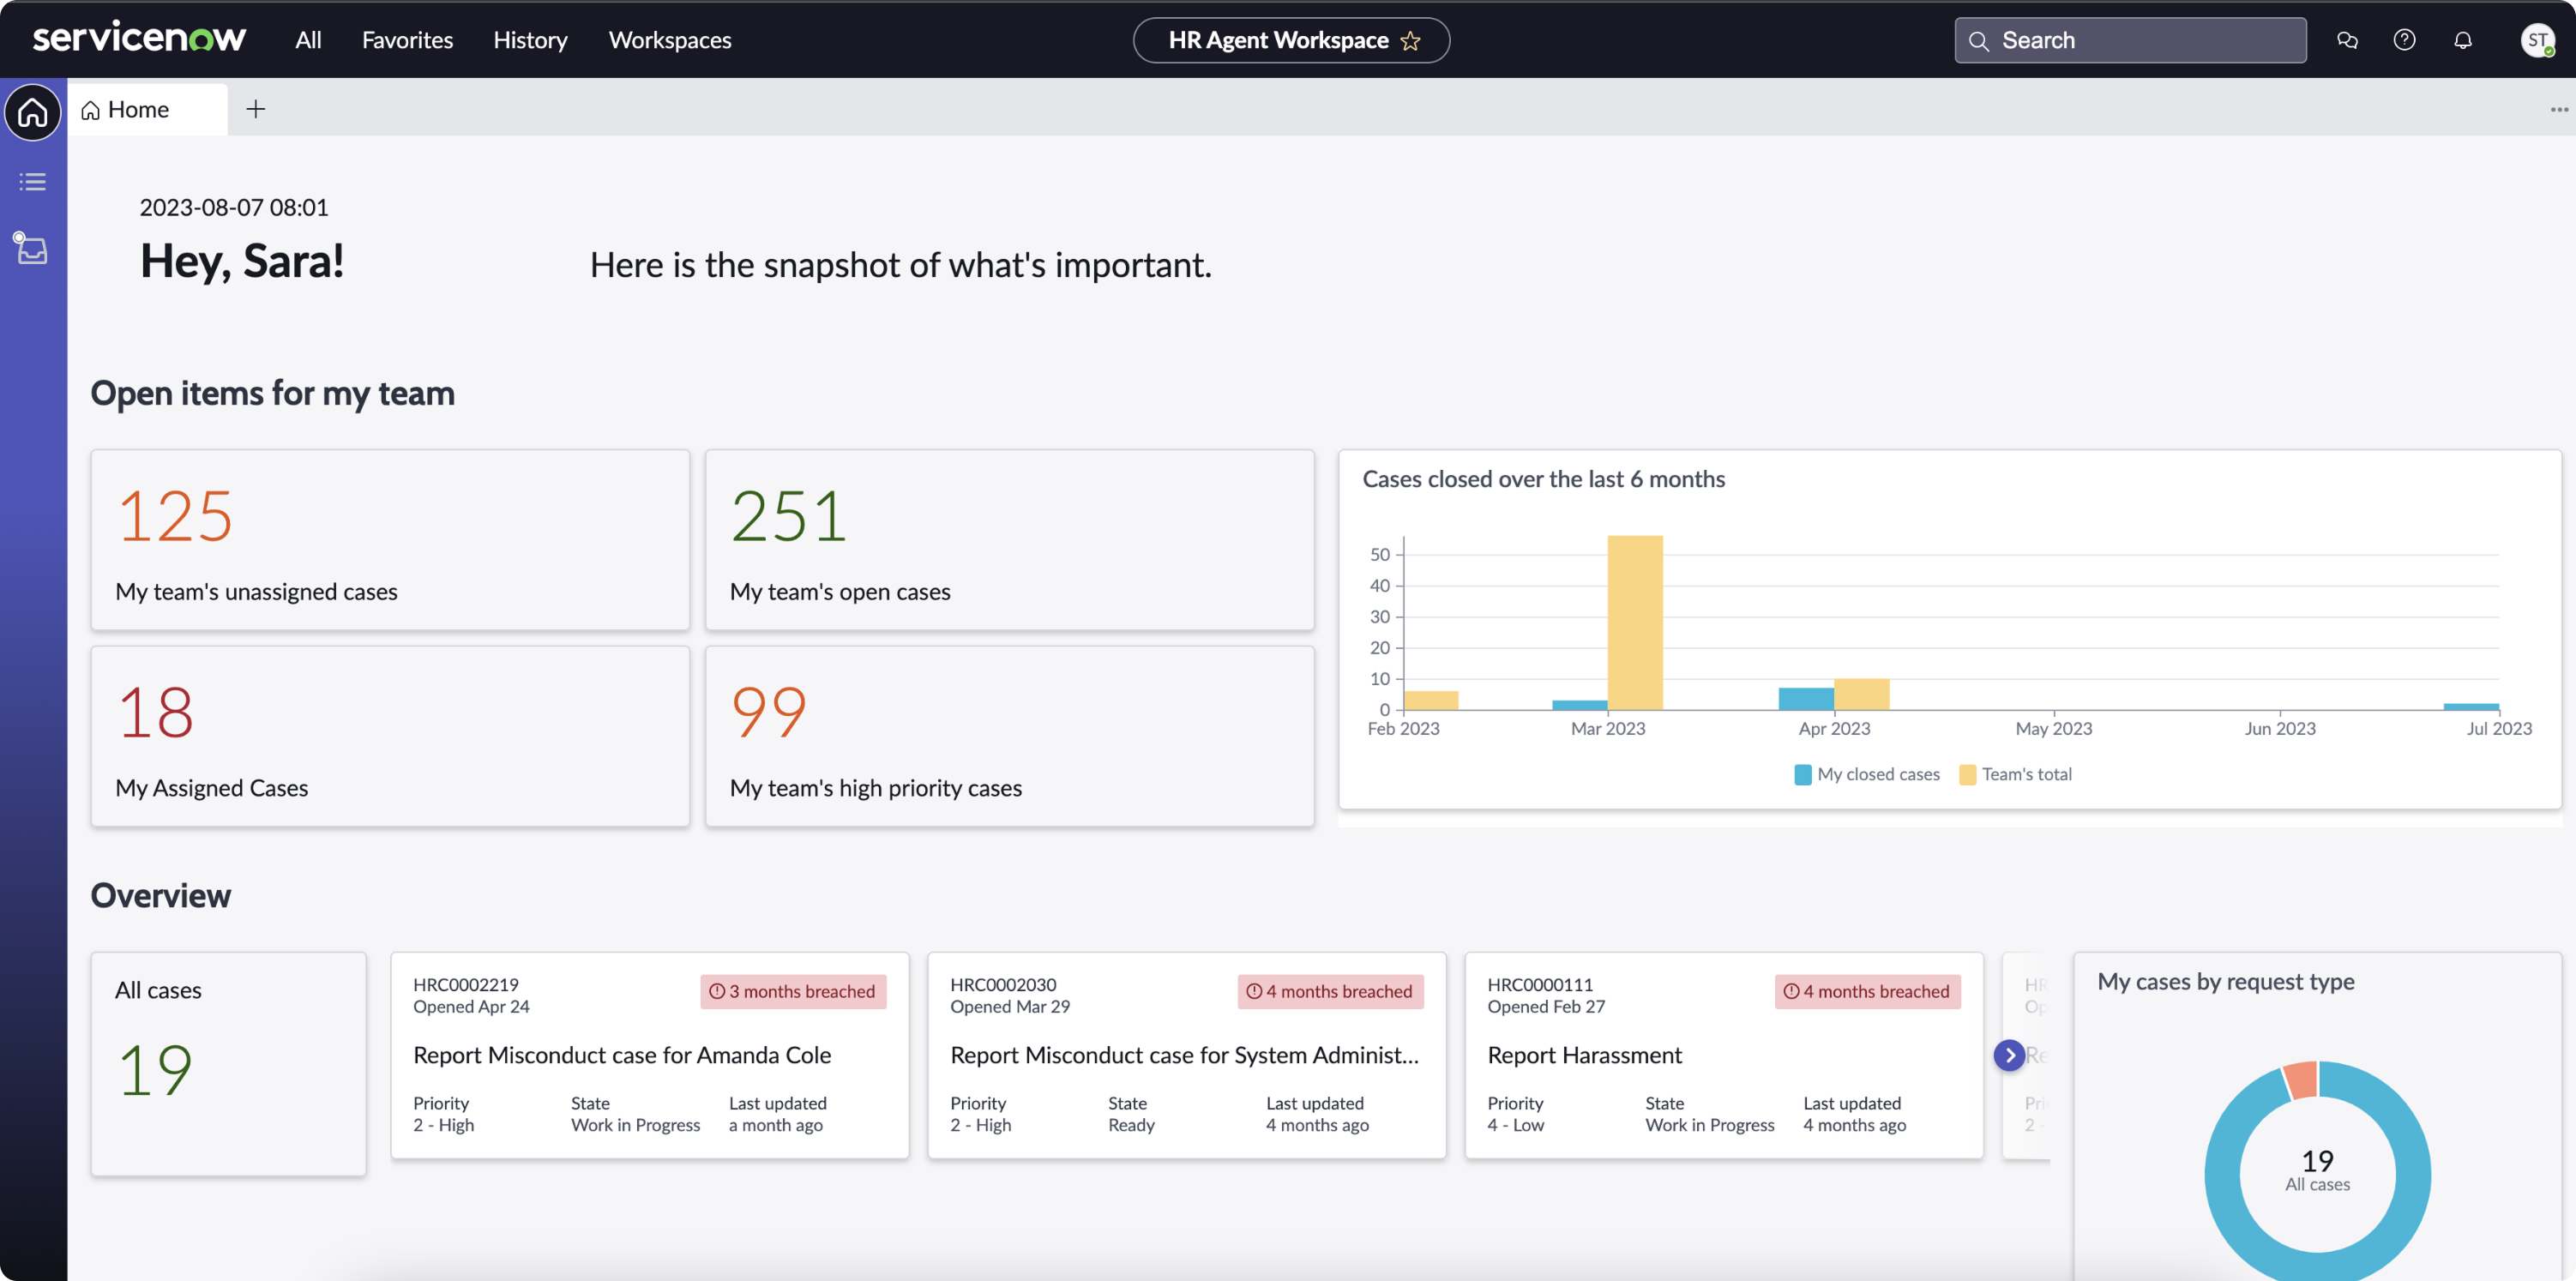 servicenow All Favorites History Workspaces HR Agent Workspace Search ST
Home
2023-08-07 08:01
Hey, Sara!
Here is the snapshot of what's important.
Open items for my team
125
My team's unassigned cases
251
My team's open cases
18
My Assigned Cases
99
My team's high priority cases
Cases closed over the last 6 months
50
40
30
20
10
0
Feb 2023 Mar 2023 Apr 2023 May 2023 Jun 2023 Jul 2023
My closed cases Team's total
Overview
All cases
19
HRC0002219
Opened Apr 24
3 months breached
Report Misconduct case for Amanda Cole
Priority State Last updated
2 - High Work in Progress a month ago
HRC0002030
Opened Mar 29
4 months breached
Report Misconduct case for System Administ...
Priority State Last updated
2 - High Ready 4 months ago
HRC0000111
Opened Feb 27
4 months breached
Report Harassment
Priority State Last updated
4 - Low Work in Progress 4 months ago
My cases by request type
19
All cases